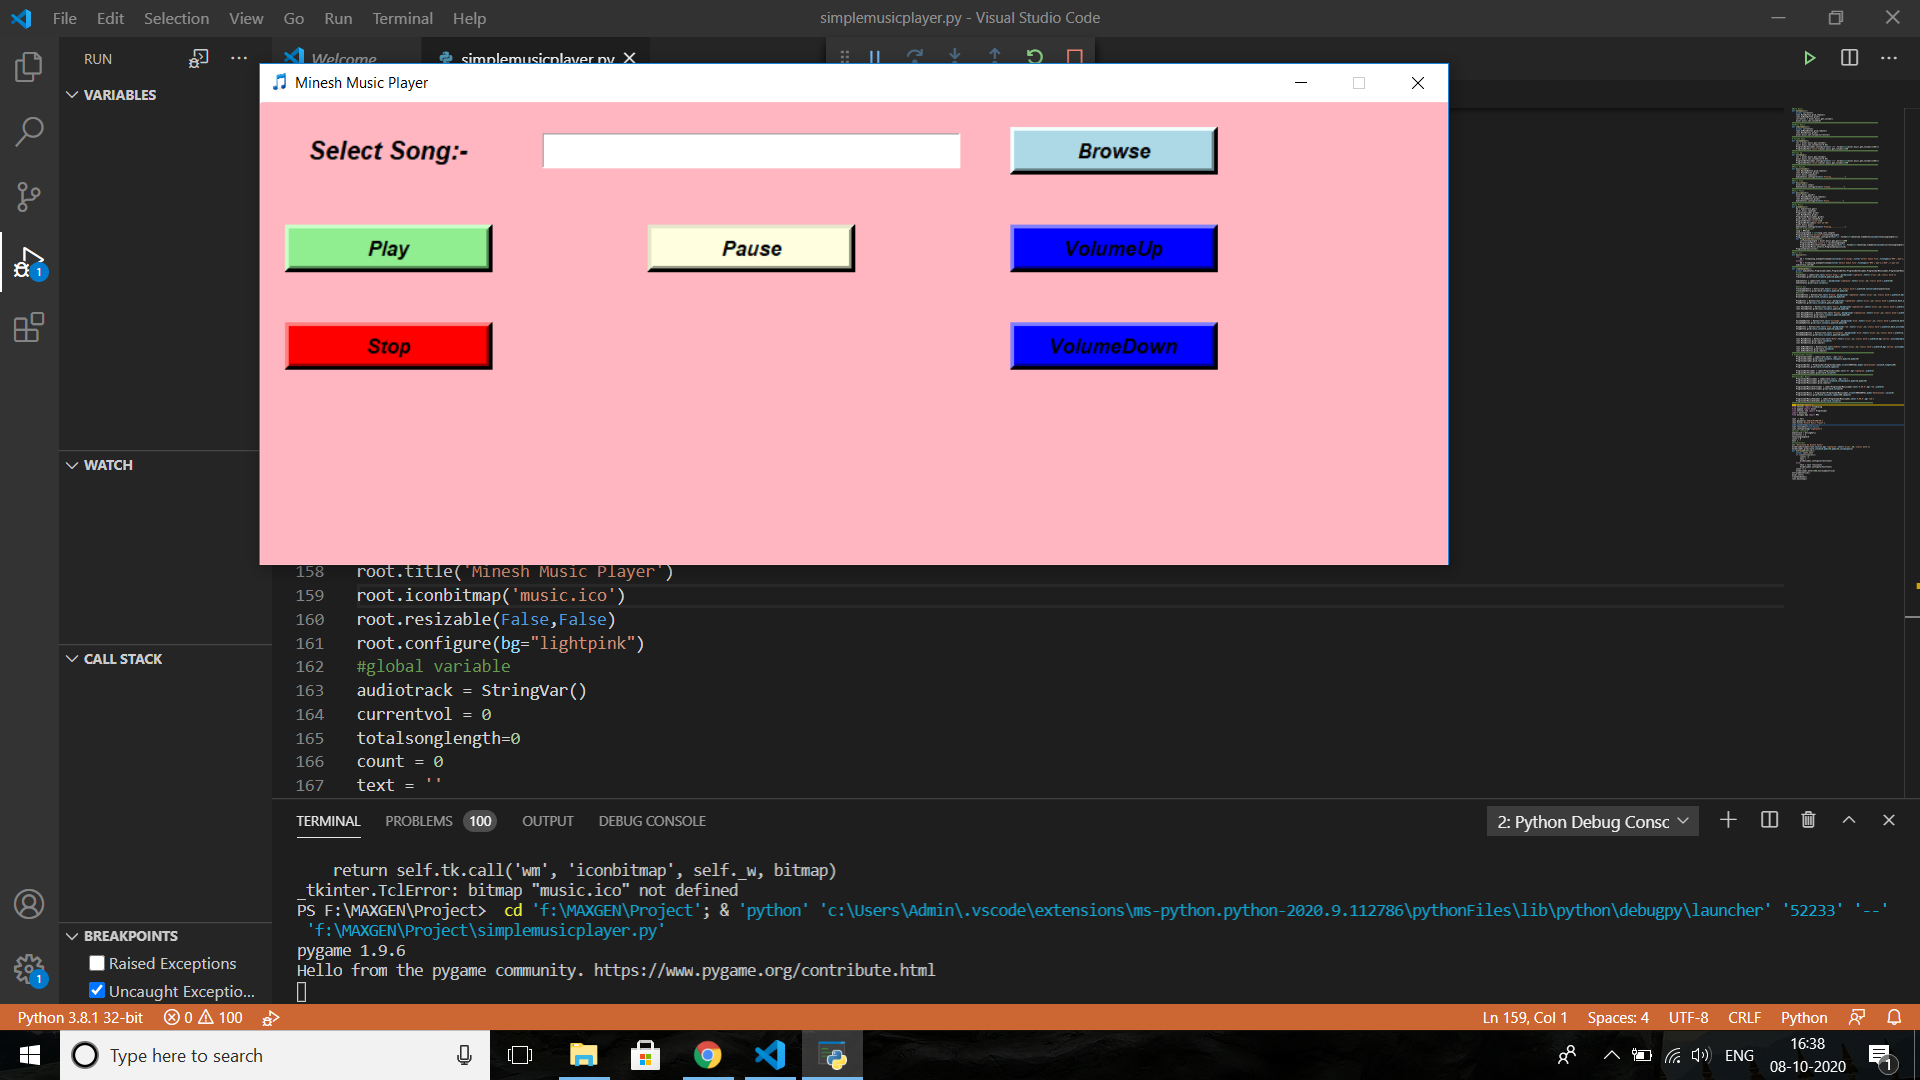 File Edit Selection View Go Run Terminal Help
simplemusicplayer.py - Visual Studio Code
RUN
Welcome
simplemusicplayer.py
VARIABLES
Minesh Music Player
Select Song:-
Browse
Play
Pause
VolumeUp
Stop
VolumeDown
WATCH
CALL STACK
158 root.title('Minesh Music Player')
159 root.iconbitmap('music.ico')
160 root.resizable(False,False)
161 root.configure(bg="lightpink")
162 #global variable
163 audiotrack = StringVar()
164 currentvol = 0
165 totalsonglength=0
166 count = 0
167 text = ''
TERMINAL PROBLEMS 100 OUTPUT DEBUG CONSOLE
2: Python Debug Consc
return self.tk.call('wm', 'iconbitmap', self._w, bitmap)
_tkinter.TclError: bitmap "music.ico" not defined
PS F:\MAXGEN\Project> cd 'f:\MAXGEN\Project'; & 'python' 'c:\Users\Admin\.vscode\extensions\ms-python.python-2020.9.112786\pythonFiles\lib\python\debugpy\launcher' '52233' '--'
'f:\MAXGEN\Project\simplemusicplayer.py'
pygame 1.9.6
Hello from the pygame community. https://www.pygame.org/contribute.html
BREAKPOINTS
Raised Exceptions
Uncaught Exceptio...
1
1
Python 3.8.1 32-bit 0 100
Ln 159, Col 1 Spaces: 4 UTF-8 CRLF Python
Type here to search
ENG
16:38
08-10-2020
1